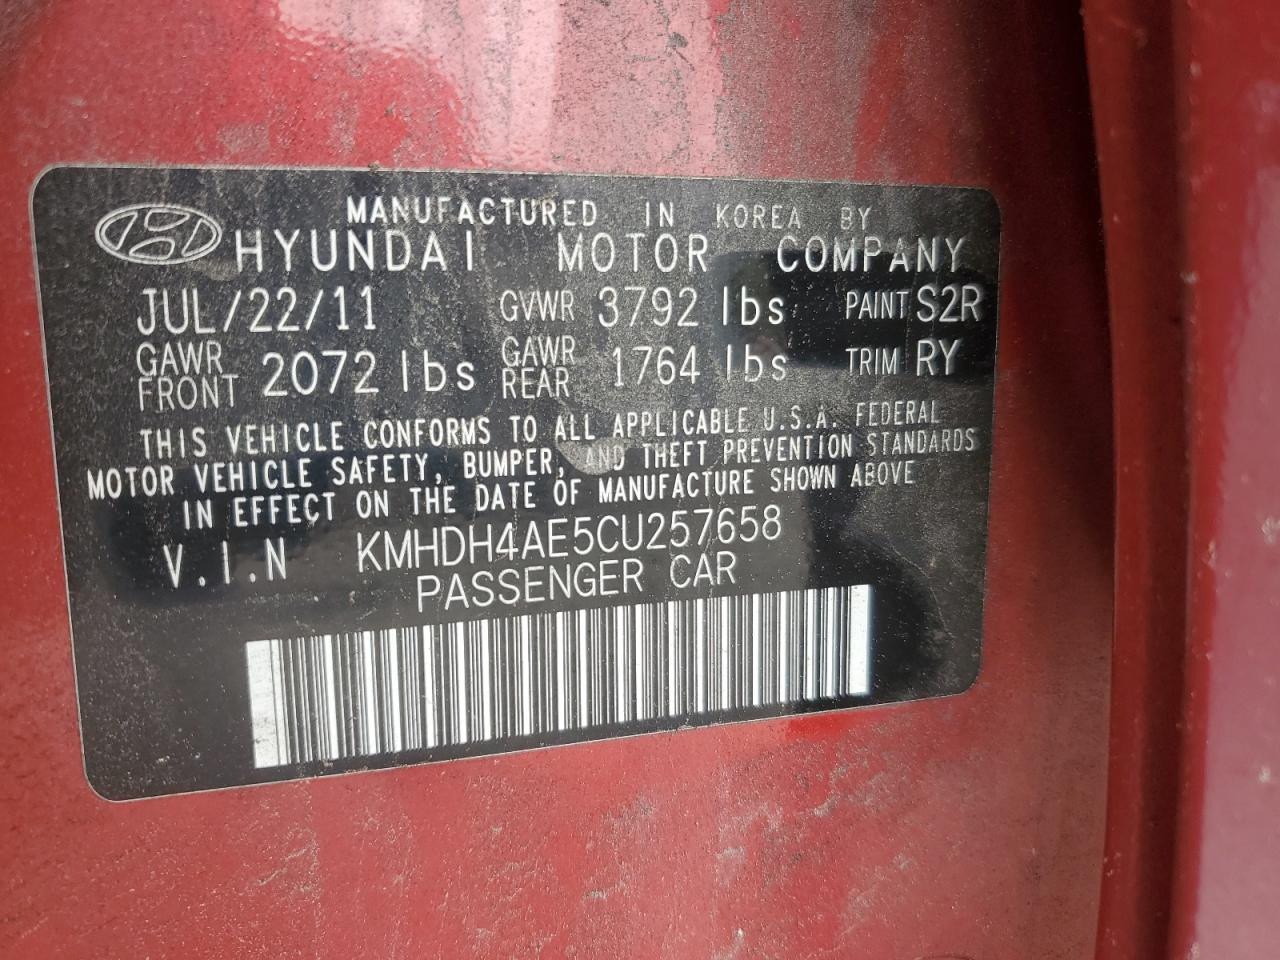 MANUFACTURED IN KOREA BY
HYUNDAI MOTOR COMPANY
JUL/22/11 GVWR 3792 lbs PAINT S2R
GAWR FRONT 2072 lbs GAWR REAR 1764 lbs TRIM RY
THIS VEHICLE CONFORMS TO ALL APPLICABLE U.S.A. FEDERAL
MOTOR VEHICLE SAFETY, BUMPER, AND THEFT PREVENTION STANDARDS
IN EFFECT ON THE DATE OF MANUFACTURE SHOWN ABOVE
V.I.N KMHDH4AE5CU257658
PASSENGER CAR